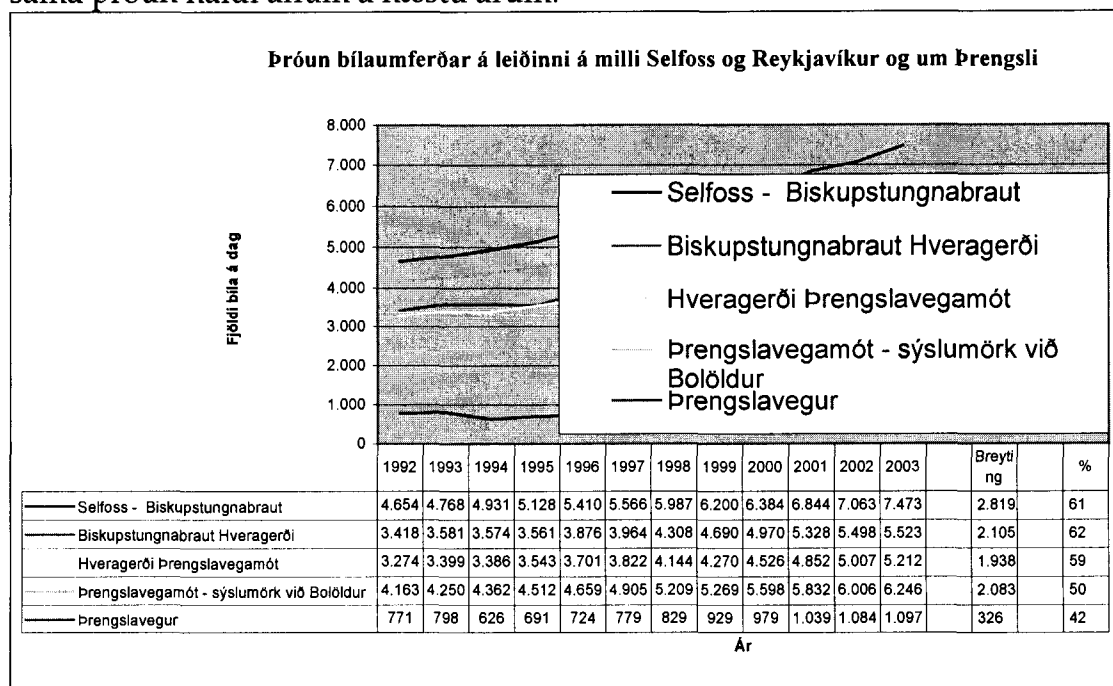 sama þróun haldi áfram á næstu árum.
Þróun bílaumferðar á leiðinni á milli Selfoss og Reykjavíkur og um Þrengsli
Fjöldi bíla á dag
8.000
7.000
6.000
5.000
4.000
3.000
2.000
1.000
0
Selfoss - Biskupstungnabraut
Biskupstungnabraut Hveragerði
Hveragerði Þrengslavegamót
Þrengslavegamót - sýslumörk við
Bolöldur
Þrengslavegur
1992 1993 1994 1995 1996 1997 1998 1999 2000 2001 2002 2003 Breyti %
ng
Selfoss - Biskupstungnabraut 4.654 4.768 4.931 5.128 5.410 5.566 5.987 6.200 6.384 6.844 7.063 7.473 2.819 61
Biskupstungnabraut Hveragerði 3.418 3.581 3.574 3.561 3.876 3.964 4.308 4.690 4.970 5.328 5.498 5.523 2.105 62
Hveragerði Þrengslavegamót 3.274 3.399 3.386 3.543 3.701 3.822 4.144 4.270 4.526 4.852 5.007 5.212 1.938 59
Þrengslavegamót - sýslumörk við Bolöldur 4.163 4.250 4.362 4.512 4.659 4.905 5.209 5.269 5.598 5.832 6.006 6.246 2.083 50
Þrengslavegur 771 798 626 691 724 779 829 929 979 1.039 1.084 1.097 326 42
Ár